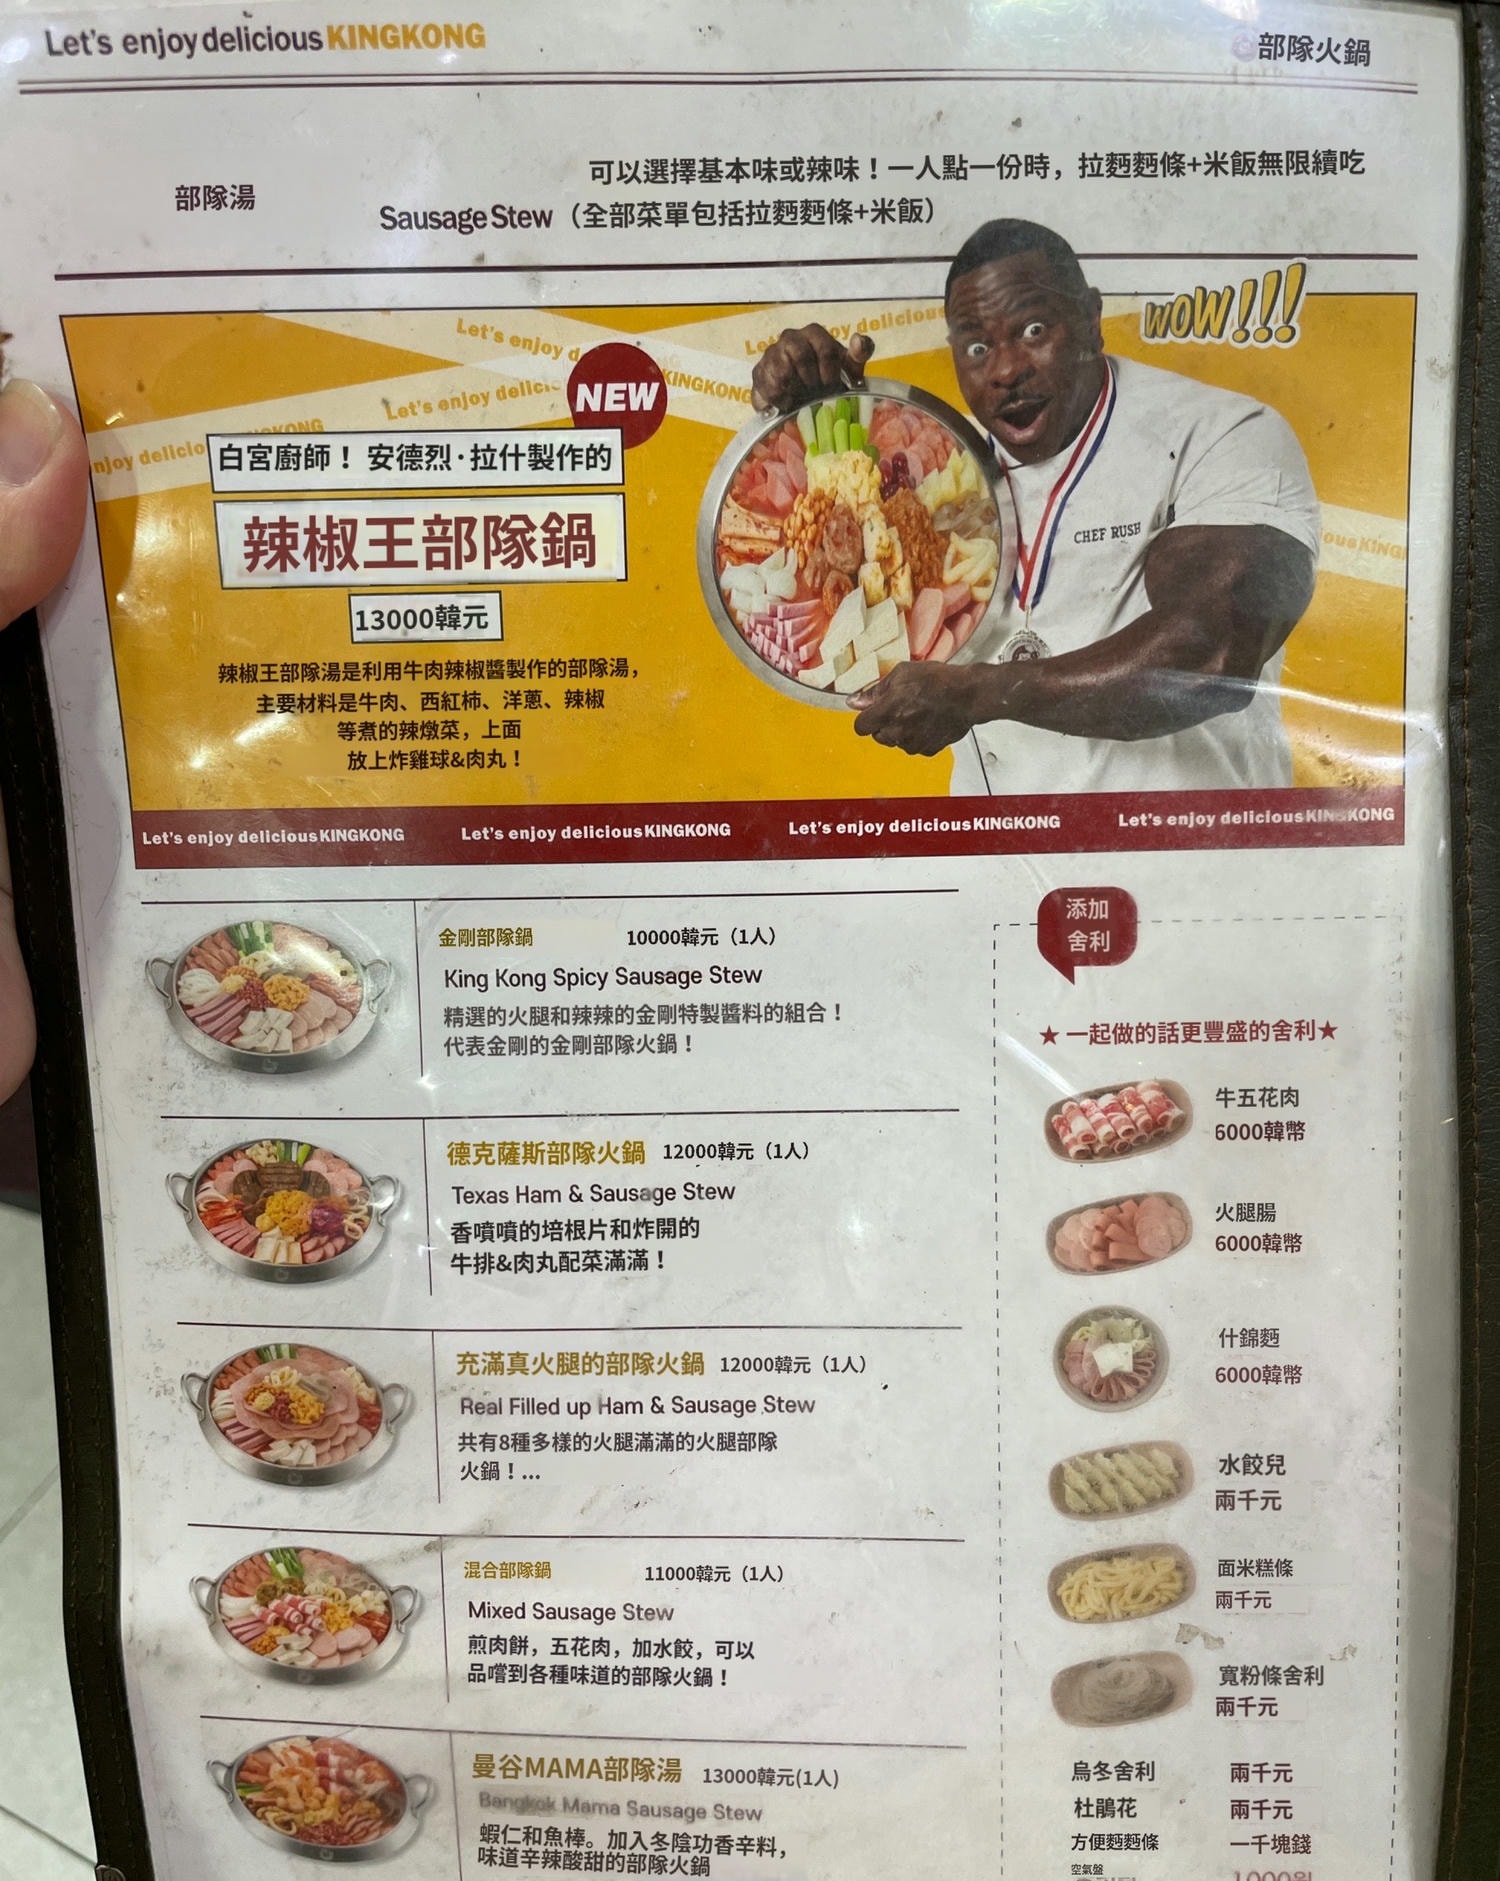 Let's enjoy delicious KINGKONG
部隊火鍋
可以選擇基本味或辣味！一人點一份時，拉麵麵條+米飯無限續吃
部隊湯
Sausage Stew（全部菜單包括拉麵麵條+米飯）
WOW!!!
NEW
白宮廚師！ 安德烈·拉什製作的
辣椒王部隊鍋
13000韓元
辣椒王部隊湯是利用牛肉辣椒醬製作的部隊湯，
主要材料是牛肉、西紅柿、洋蔥、辣椒
等煮的辣燉菜，上面
放上炸雞球&肉丸！
CHEF RUSH
Let's enjoy delicious KINGKONG
Let's enjoy delicious KINGKONG
Let's enjoy delicious KINGKONG
Let's enjoy delicious KINGKONG
金剛部隊鍋 10000韓元（1人）
King Kong Spicy Sausage Stew
精選的火腿和辣辣的金剛特製醬料的組合！
代表金剛的金剛部隊火鍋！
德克薩斯部隊火鍋 12000韓元（1人）
Texas Ham & Sausage Stew
香噴噴的培根片和炸開的
牛排&肉丸配菜滿滿！
充滿真火腿的部隊火鍋 12000韓元（1人）
Real Filled up Ham & Sausage Stew
共有8種多樣的火腿滿滿的火腿部隊
火鍋！...
混合部隊鍋 11000韓元（1人）
Mixed Sausage Stew
煎肉餅，五花肉，加水餃，可以
品嚐到各種味道的部隊火鍋！
曼谷MAMA部隊湯 13000韓元(1人)
Bangkok Mama Sausage Stew
蝦仁和魚棒。加入冬陰功香辛料，
味道辛辣酸甜的部隊火鍋
添加
舍利
★ 一起做的話更豐盛的舍利★
牛五花肉
6000韓幣
火腿腸
6000韓幣
什錦麵
6000韓幣
水餃兒
兩千元
面米糕條
兩千元
寬粉條舍利
兩千元
烏冬舍利 兩千元
杜鵑花 兩千元
方便麵麵條 一千塊錢
空氣盤
1000원